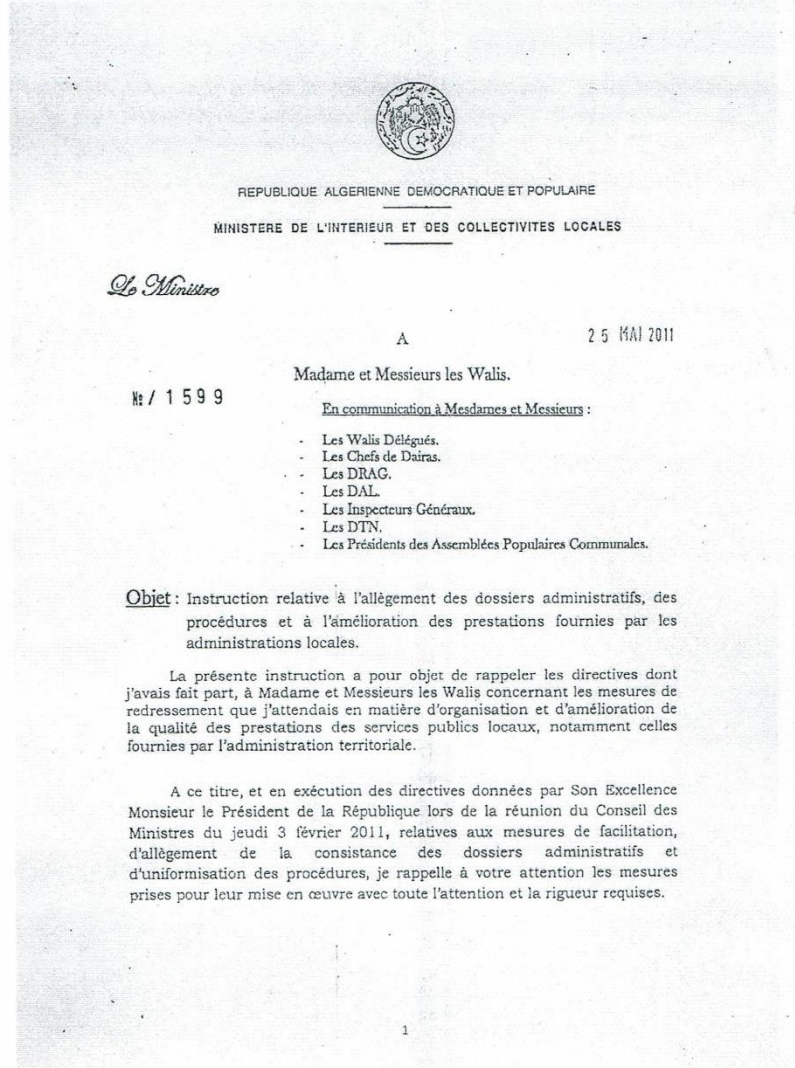 REPUBLIQUE ALGERIENNE DEMOCRATIQUE ET POPULAIRE
MINISTERE DE L'INTERIEUR ET DES COLLECTIVITES LOCALES
Le Ministre
25 MAI 2011
A
Madame et Messieurs les Walis.
№ / 1599
En communication à Mesdames et Messieurs :
- Les Walis Délégués.
- Les Chefs de Dairas.
- Les DRAG.
- Les DAL.
- Les Inspecteurs Généraux.
- Les DTN.
- Les Présidents des Assemblées Populaires Communales.
Objet : Instruction relative à l'allègement des dossiers administratifs, des
procédures et à l'amélioration des prestations fournies par les
administrations locales.
La présente instruction a pour objet de rappeler les directives dont
j'avais fait part, à Madame et Messieurs les Walis concernant les mesures de
redressement que j'attendais en matière d'organisation et d'amélioration de
la qualité des prestations des services publics locaux, notamment celles
fournies par l'administration territoriale.
A ce titre, et en exécution des directives données par Son Excellence
Monsieur le Président de la République lors de la réunion du Conseil des
Ministres du jeudi 3 février 2011, relatives aux mesures de facilitation,
d'allègement de la consistance des dossiers administratifs et
d'uniformisation des procédures, je rappelle à votre attention les mesures
prises pour leur mise en œuvre avec toute l'attention et la rigueur requises.
1